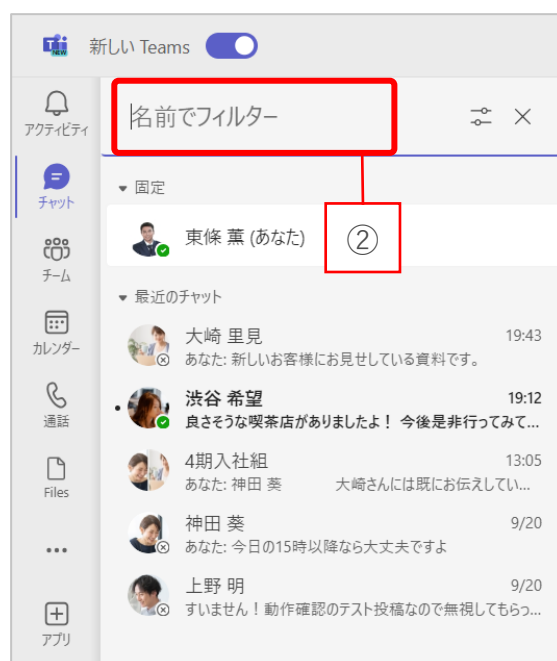 新しい Teams
アクティビティ
チャット
チーム
カレンダー
通話
Files
アプリ
名前でフィルター
②
固定
東條 薫 (あなた)
最近のチャット
大崎 里見 19:43
あなた: 新しいお客様にお見せしている資料です。
渋谷 希望 19:12
良さそうな喫茶店がありましたよ！ 今後是非行ってみて...
4期入社組 13:05
あなた: 神田 葵 大崎さんには既にお伝えしてい...
神田 葵 9/20
あなた: 今日の15時以降なら大丈夫ですよ
上野 明 9/20
すいません！動作確認のテスト投稿なので無視してもらっ...